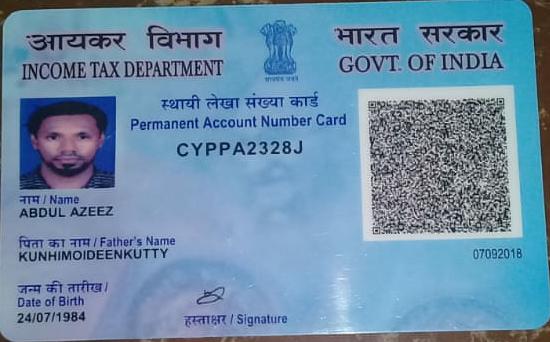 आयकर विभाग
INCOME TAX DEPARTMENT
भारत सरकार
GOVT. OF INDIA
सत्यमेव जयते
स्थायी लेखा संख्या कार्ड
Permanent Account Number Card
CYPPA2328J
नाम / Name
ABDUL AZEEZ
पिता का नाम / Father's Name
KUNHIMOIDEENKUTTY
07092018
जन्म की तारीख /
Date of Birth
24/07/1984
हस्ताक्षर / Signature